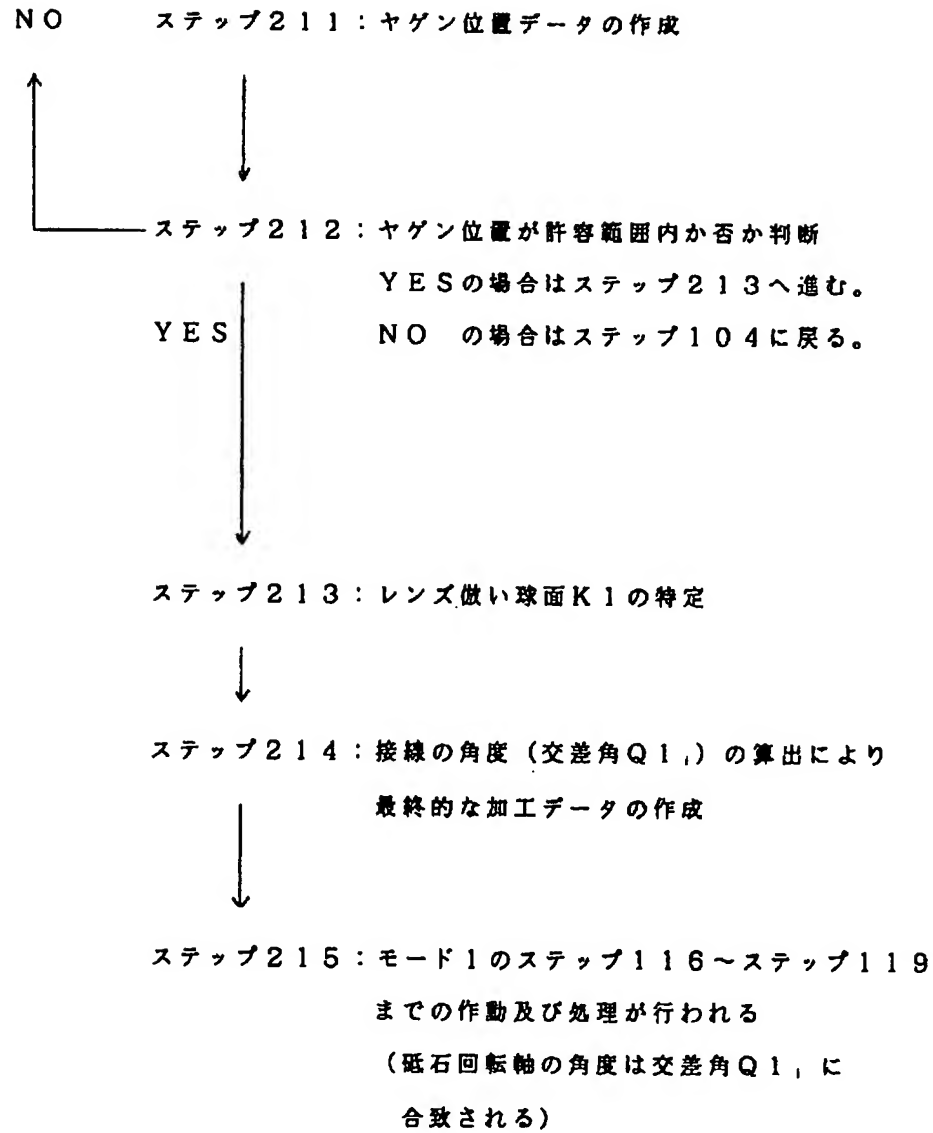 NO ステップ211:ヤゲン位置データの作成
ステップ212:ヤゲン位置が許容範囲内か否か判断
YESの場合はステップ213へ進む。
YES NO の場合はステップ104に戻る。
ステップ213:レンズ倣い球面K1の特定
ステップ214:接線の角度(交差角Q1ᵢ)の算出により
最終的な加工データの作成
ステップ215:モード1のステップ116~ステップ119
までの作動及び処理が行われる
(砥石回転軸の角度は交差角Q1ᵢに
合致される)